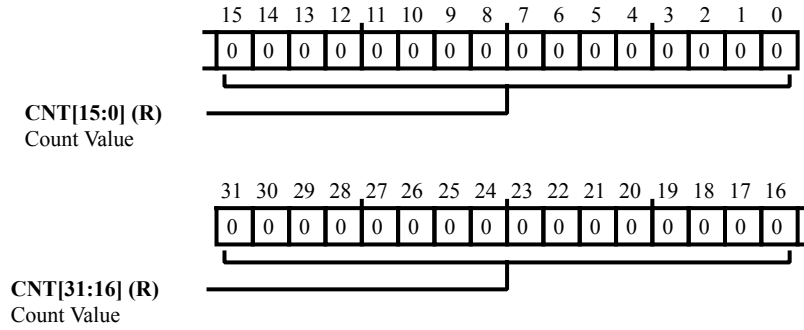 15 14 13 12 11 10 9 8 7 6 5 4 3 2 1 0
0 0 0 0 0 0 0 0 0 0 0 0 0 0 0 0
CNT[15:0] (R)
Count Value
31 30 29 28 27 26 25 24 23 22 21 20 19 18 17 16
0 0 0 0 0 0 0 0 0 0 0 0 0 0 0 0
CNT[31:16] (R)
Count Value